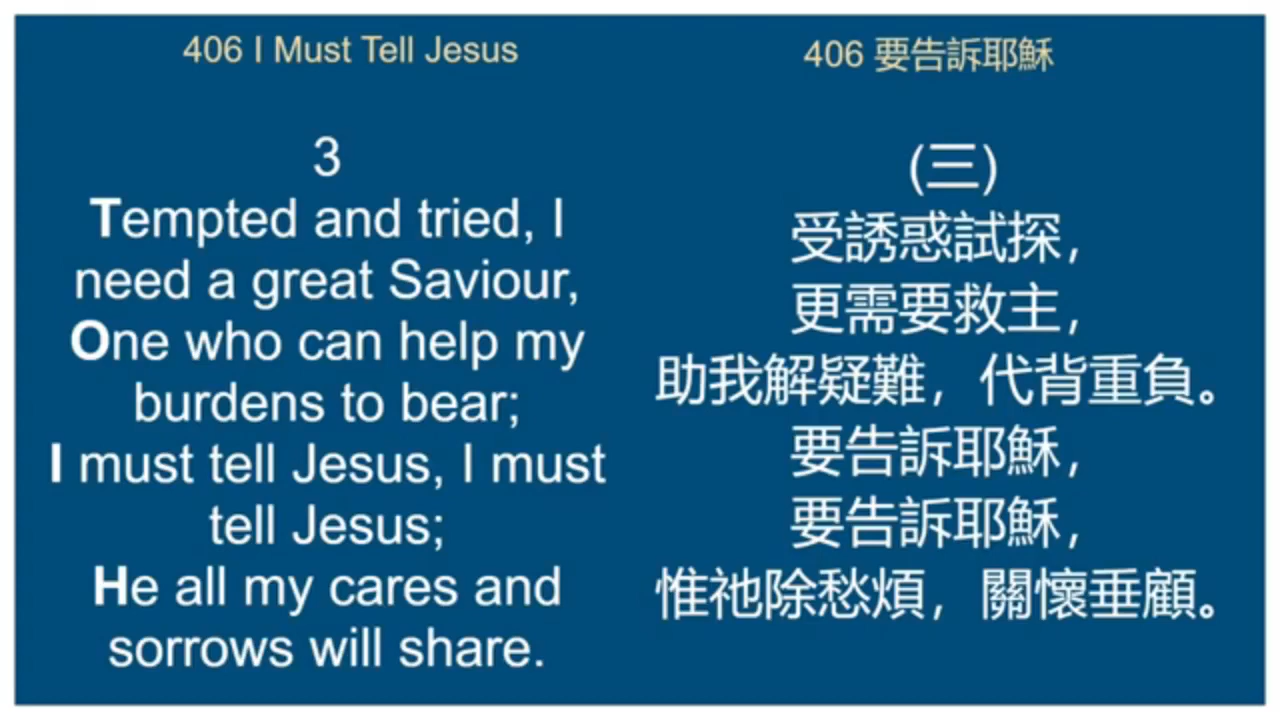 406 I Must Tell Jesus
3
Tempted and tried, I
need a great Saviour,
One who can help my
burdens to bear;
I must tell Jesus, I must
tell Jesus;
He all my cares and
sorrows will share.
406 要告訴耶穌
(三)
受誘惑試探，
更需要救主，
助我解疑難，代背重負。
要告訴耶穌，
要告訴耶穌，
惟祂除愁煩，關懷垂顧。